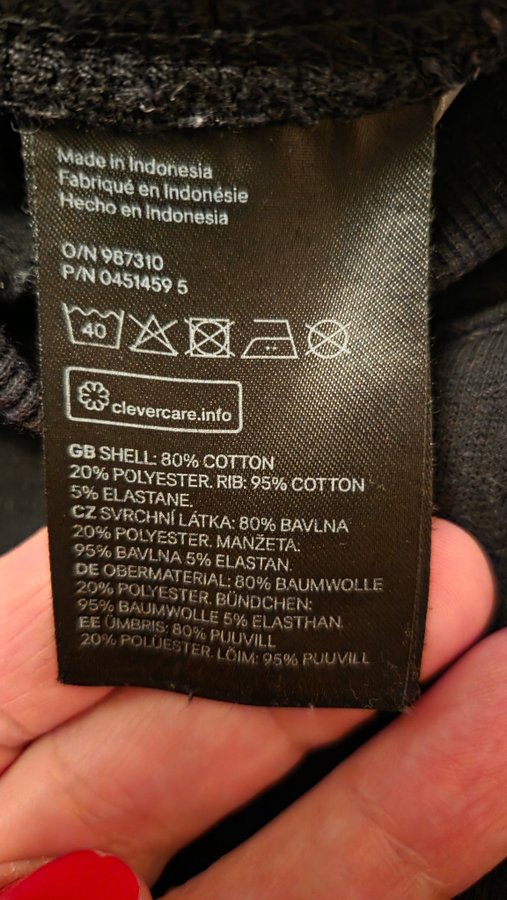 Made in Indonesia
Fabriqué en Indonésie
Hecho en Indonesia
O/N 987310
P/N 0451459 5
40
clevercare.info
GB SHELL: 80% COTTON
20% POLYESTER. RIB: 95% COTTON
5% ELASTANE.
CZ SVRCHNÍ LÁTKA: 80% BAVLNA
20% POLYESTER. MANŽETA:
95% BAVLNA 5% ELASTAN.
DE OBERMATERIAL: 80% BAUMWOLLE
20% POLYESTER. BÜNDCHEN:
95% BAUMWOLLE 5% ELASTHAN.
EE ÜMBRIS: 80% PUUVILL
20% POLÜESTER. LÕIM: 95% PUUVILL